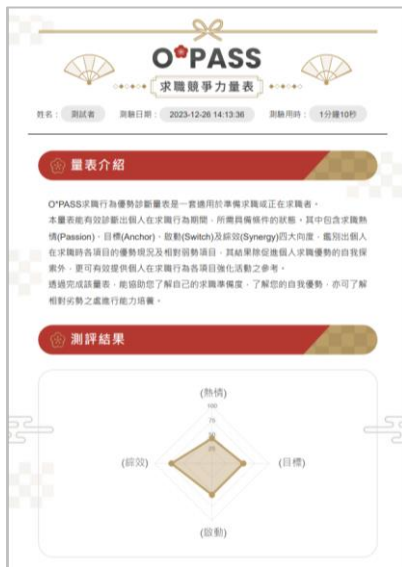 O*PASS
求職競爭力量表
姓名： 測試者 測驗日期： 2023-12-26 14:13:36 測驗用時： 1分鐘10秒
量表介紹
O*PASS求職行為優勢診斷量表是一套適用於準備求職或正在求職者。
本量表能有效診斷出個人在求職行為期間，所需具備條件的狀態。其中包含求職熱
情(Passion)、目標(Anchor)、啟動(Switch)及綜效(Synergy)四大向度，鑑別出個人
在求職時各項目的優勢現況及相對弱勢項目，其結果除促進個人求職優勢的自我探
索外，更可有效提供個人在求職行為各項目強化活動之參考。
透過完成該量表，能協助您了解自己的求職準備度，了解您的自我優勢，亦可了解
相對劣勢之處進行能力培養。
測評結果
(熱情)
100
75
50
25
(綜效) (目標)
(啟動)